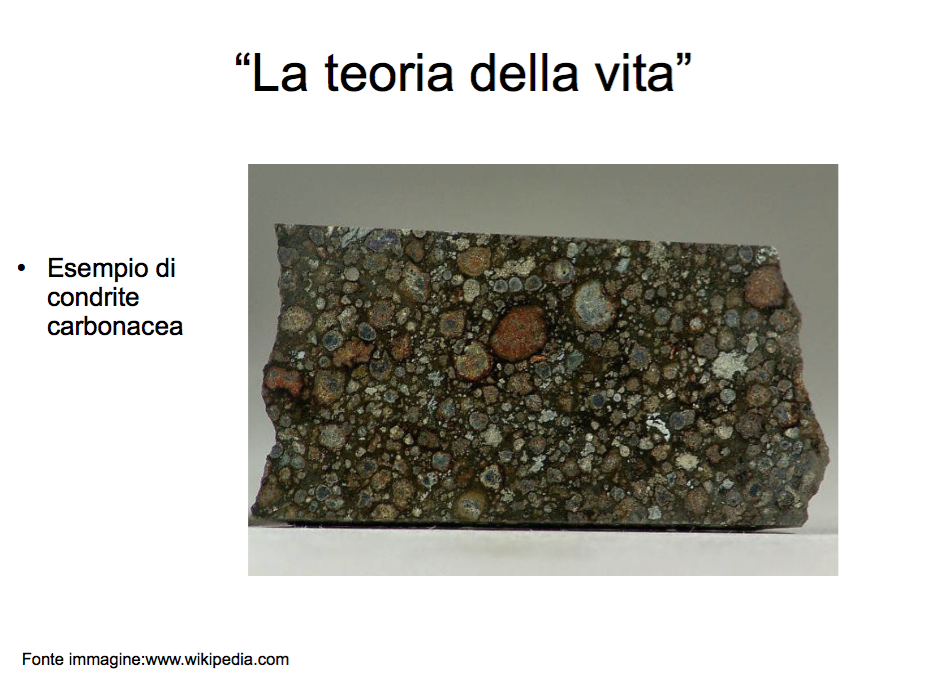 “La teoria della vita”
• Esempio di
condrite
carbonacea
Fonte immagine:www.wikipedia.com